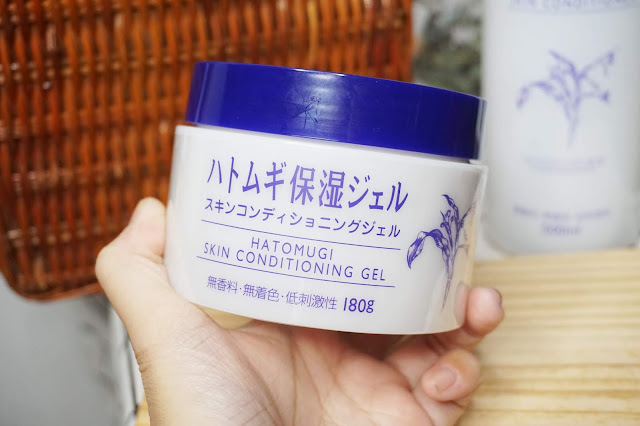 ハトムギ保湿ジェル
スキンコンディショニングジェル
HATOMUGI
SKIN CONDITIONING GEL
無香料・無着色・低刺激性 180g
SKIN CONDITIO